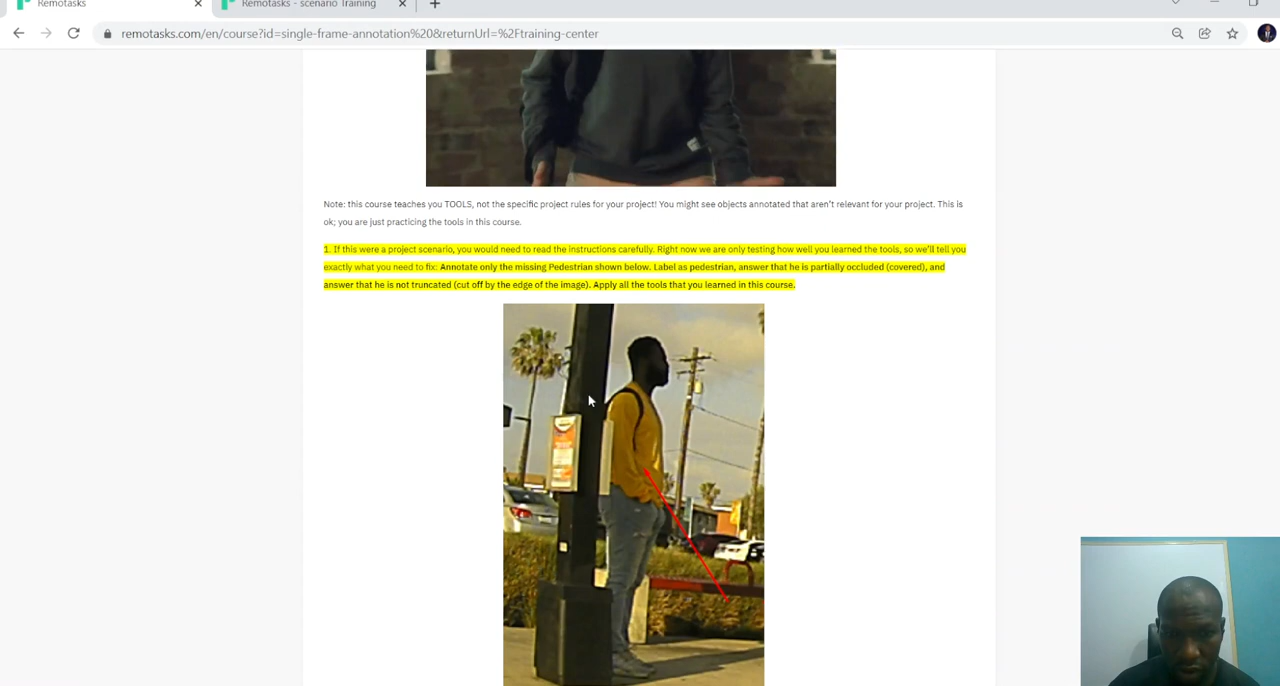 Remotasks
Remotasks - scenario Training
remotasks.com/en/course?id=single-frame-annotation%20&returnUrl=%2Ftraining-center
Note: this course teaches you TOOLS, not the specific project rules for your project! You might see objects annotated that aren't relevant for your project. This is
ok; you are just practicing the tools in this course.
1. If this were a project scenario, you would need to read the instructions carefully. Right now we are only testing how well you learned the tools, so we'll tell you
exactly what you need to fix: Annotate only the missing Pedestrian shown below. Label as pedestrian, answer that he is partially occluded (covered), and
answer that he is not truncated (cut off by the edge of the image). Apply all the tools that you learned in this course.